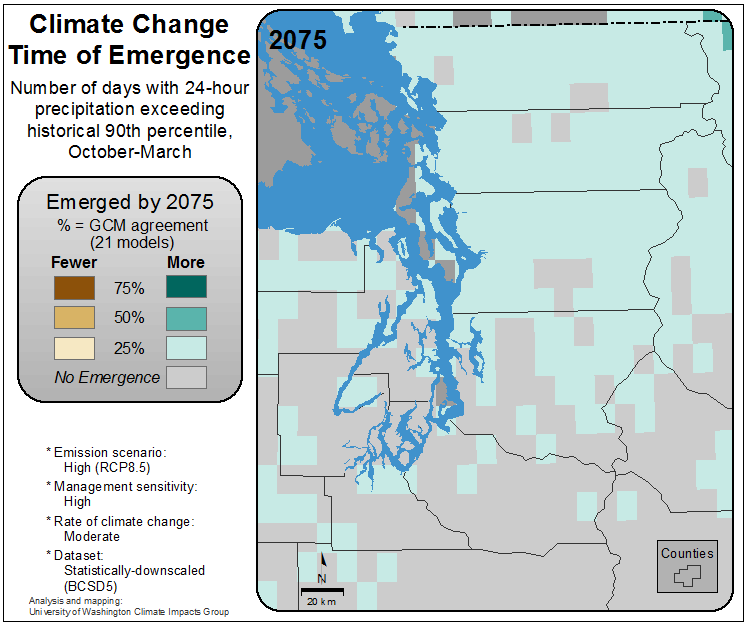 Climate Change
Time of Emergence
Number of days with 24-hour
precipitation exceeding
historical 90th percentile,
October-March
Emerged by 2075
% = GCM agreement
(21 models)
Fewer More
75%
50%
25%
No Emergence
* Emission scenario:
High (RCP8.5)
* Management sensitivity:
High
* Rate of climate change:
Moderate
* Dataset:
Statistically-downscaled
(BCSD5)
Analysis and mapping:
University of Washington Climate Impacts Group
2075
N
20 km
Counties